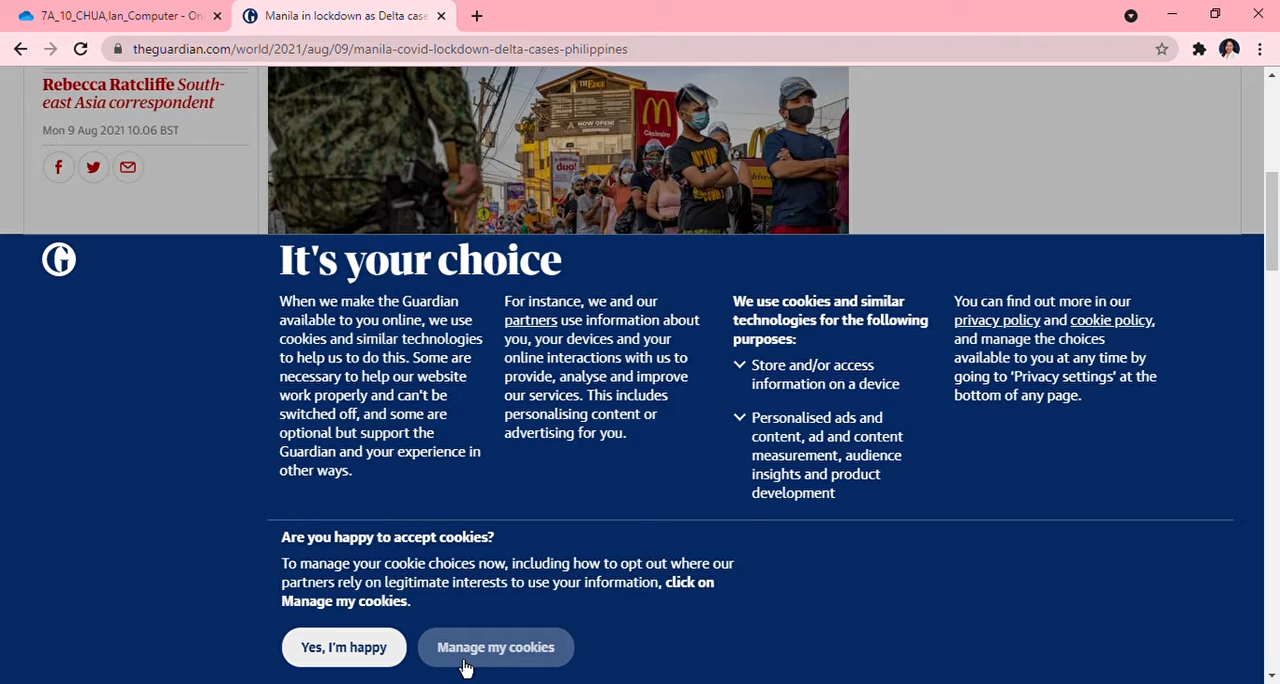 7A_10_CHUA,Ian_Computer - On
Manila in lockdown as Delta case
theguardian.com/world/2021/aug/09/manila-covid-lockdown-delta-cases-philippines
Rebecca Ratcliffe South-
east Asia correspondent
Mon 9 Aug 2021 10.06 BST
THE EDGE
NOW OPEN!
McDonald's
Casimiro
duo!
It's your choice
When we make the Guardian
available to you online, we use
cookies and similar technologies
to help us to do this. Some are
necessary to help our website
work properly and can't be
switched off, and some are
optional but support the
Guardian and your experience in
other ways.
For instance, we and our
partners use information about
you, your devices and your
online interactions with us to
provide, analyse and improve
our services. This includes
personalising content or
advertising for you.
We use cookies and similar
technologies for the following
purposes:
Store and/or access
information on a device
Personalised ads and
content, ad and content
measurement, audience
insights and product
development
You can find out more in our
privacy policy and cookie policy,
and manage the choices
available to you at any time by
going to 'Privacy settings' at the
bottom of any page.
Are you happy to accept cookies?
To manage your cookie choices now, including how to opt out where our
partners rely on legitimate interests to use your information, click on
Manage my cookies.
Yes, I'm happy
Manage my cookies